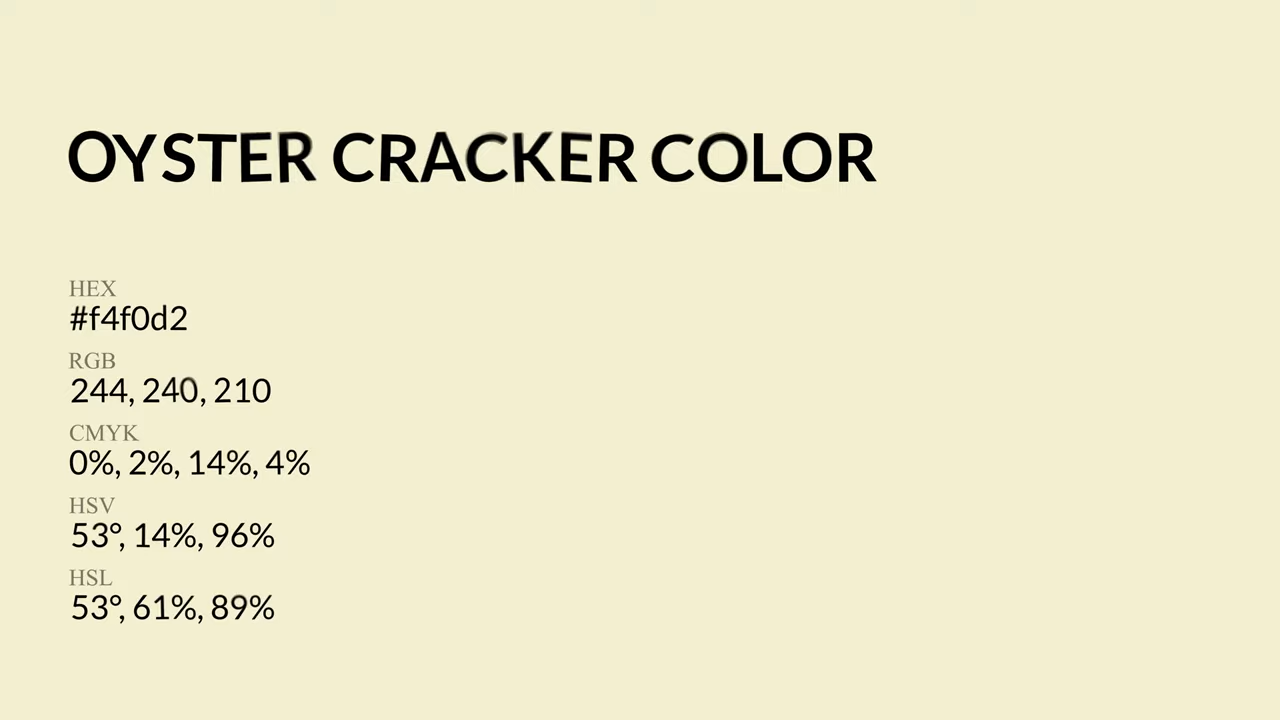 OYSTER CRACKER COLOR
HEX
#f4f0d2
RGB
244, 240, 210
CMYK
0%, 2%, 14%, 4%
HSV
53°, 14%, 96%
HSL
53°, 61%, 89%